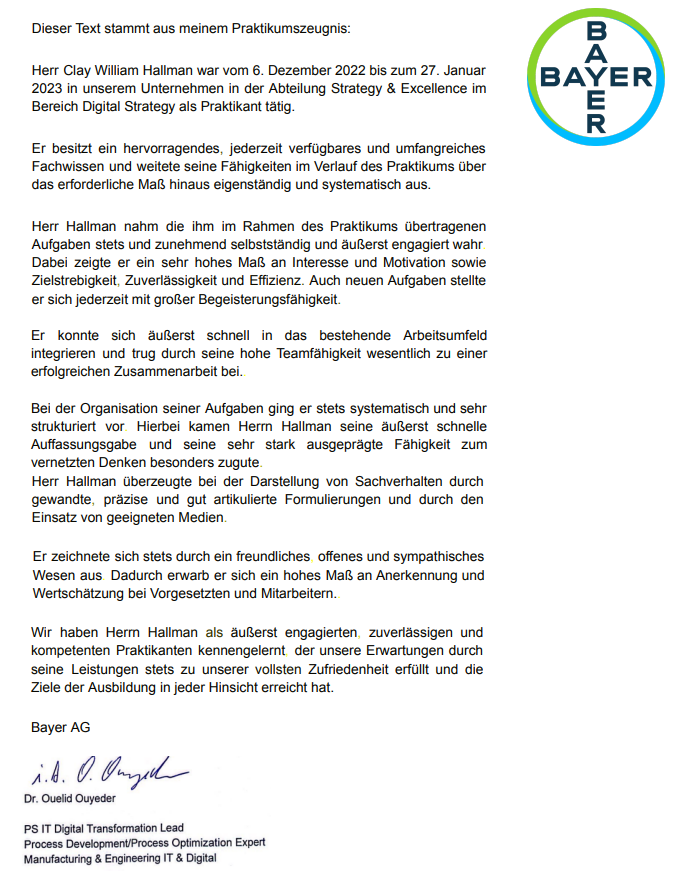 Dieser Text stammt aus meinem Praktikumszeugnis:
BAYER
BAYER
Herr Clay William Hallman war vom 6. Dezember 2022 bis zum 27. Januar
2023 in unserem Unternehmen in der Abteilung Strategy & Excellence im
Bereich Digital Strategy als Praktikant tätig.
Er besitzt ein hervorragendes, jederzeit verfügbares und umfangreiches
Fachwissen und weitete seine Fähigkeiten im Verlauf des Praktikums über
das erforderliche Maß hinaus eigenständig und systematisch aus.
Herr Hallman nahm die ihm im Rahmen des Praktikums übertragenen
Aufgaben stets und zunehmend selbstständig und äußerst engagiert wahr.
Dabei zeigte er ein sehr hohes Maß an Interesse und Motivation sowie
Zielstrebigkeit, Zuverlässigkeit und Effizienz. Auch neuen Aufgaben stellte
er sich jederzeit mit großer Begeisterungsfähigkeit.
Er konnte sich äußerst schnell in das bestehende Arbeitsumfeld
integrieren und trug durch seine hohe Teamfähigkeit wesentlich zu einer
erfolgreichen Zusammenarbeit bei.
Bei der Organisation seiner Aufgaben ging er stets systematisch und sehr
strukturiert vor. Hierbei kamen Herrn Hallman seine äußerst schnelle
Auffassungsgabe und seine sehr stark ausgeprägte Fähigkeit zum
vernetzten Denken besonders zugute.
Herr Hallman überzeugte bei der Darstellung von Sachverhalten durch
gewandte, präzise und gut artikulierte Formulierungen und durch den
Einsatz von geeigneten Medien.
Er zeichnete sich stets durch ein freundliches, offenes und sympathisches
Wesen aus. Dadurch erwarb er sich ein hohes Maß an Anerkennung und
Wertschätzung bei Vorgesetzten und Mitarbeitern.
Wir haben Herrn Hallman als äußerst engagierten, zuverlässigen und
kompetenten Praktikanten kennengelernt, der unsere Erwartungen durch
seine Leistungen stets zu unserer vollsten Zufriedenheit erfüllt und die
Ziele der Ausbildung in jeder Hinsicht erreicht hat.
Bayer AG
i.A. O. Ouyeder
Dr. Ouelid Ouyeder
PS IT Digital Transformation Lead
Process Development/Process Optimization Expert
Manufacturing & Engineering IT & Digital